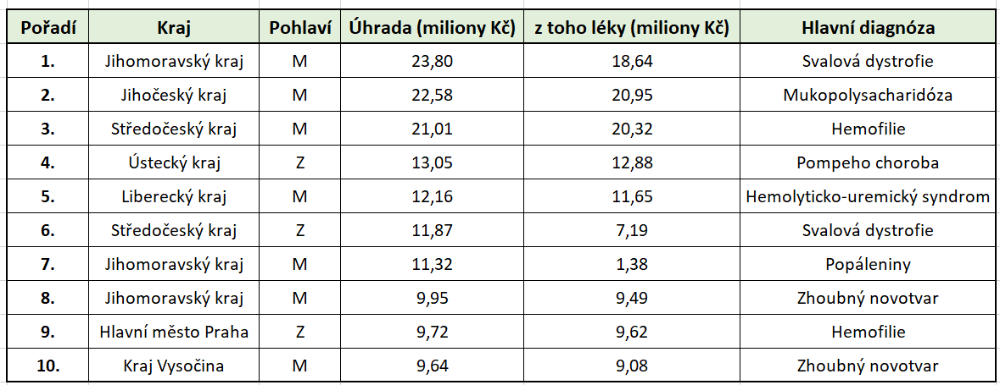 Pořadí Kraj Pohlaví Úhrada (miliony Kč) z toho léky (miliony Kč) Hlavní diagnóza
1. Jihomoravský kraj M 23,80 18,64 Svalová dystrofie
2. Jihočeský kraj M 22,58 20,95 Mukopolysacharidóza
3. Středočeský kraj M 21,01 20,32 Hemofilie
4. Ústecký kraj Z 13,05 12,88 Pompeho choroba
5. Liberecký kraj M 12,16 11,65 Hemolyticko-uremický syndrom
6. Středočeský kraj Z 11,87 7,19 Svalová dystrofie
7. Jihomoravský kraj M 11,32 1,38 Popáleniny
8. Jihomoravský kraj M 9,95 9,49 Zhoubný novotvar
9. Hlavní město Praha Z 9,72 9,62 Hemofilie
10. Kraj Vysočina M 9,64 9,08 Zhoubný novotvar